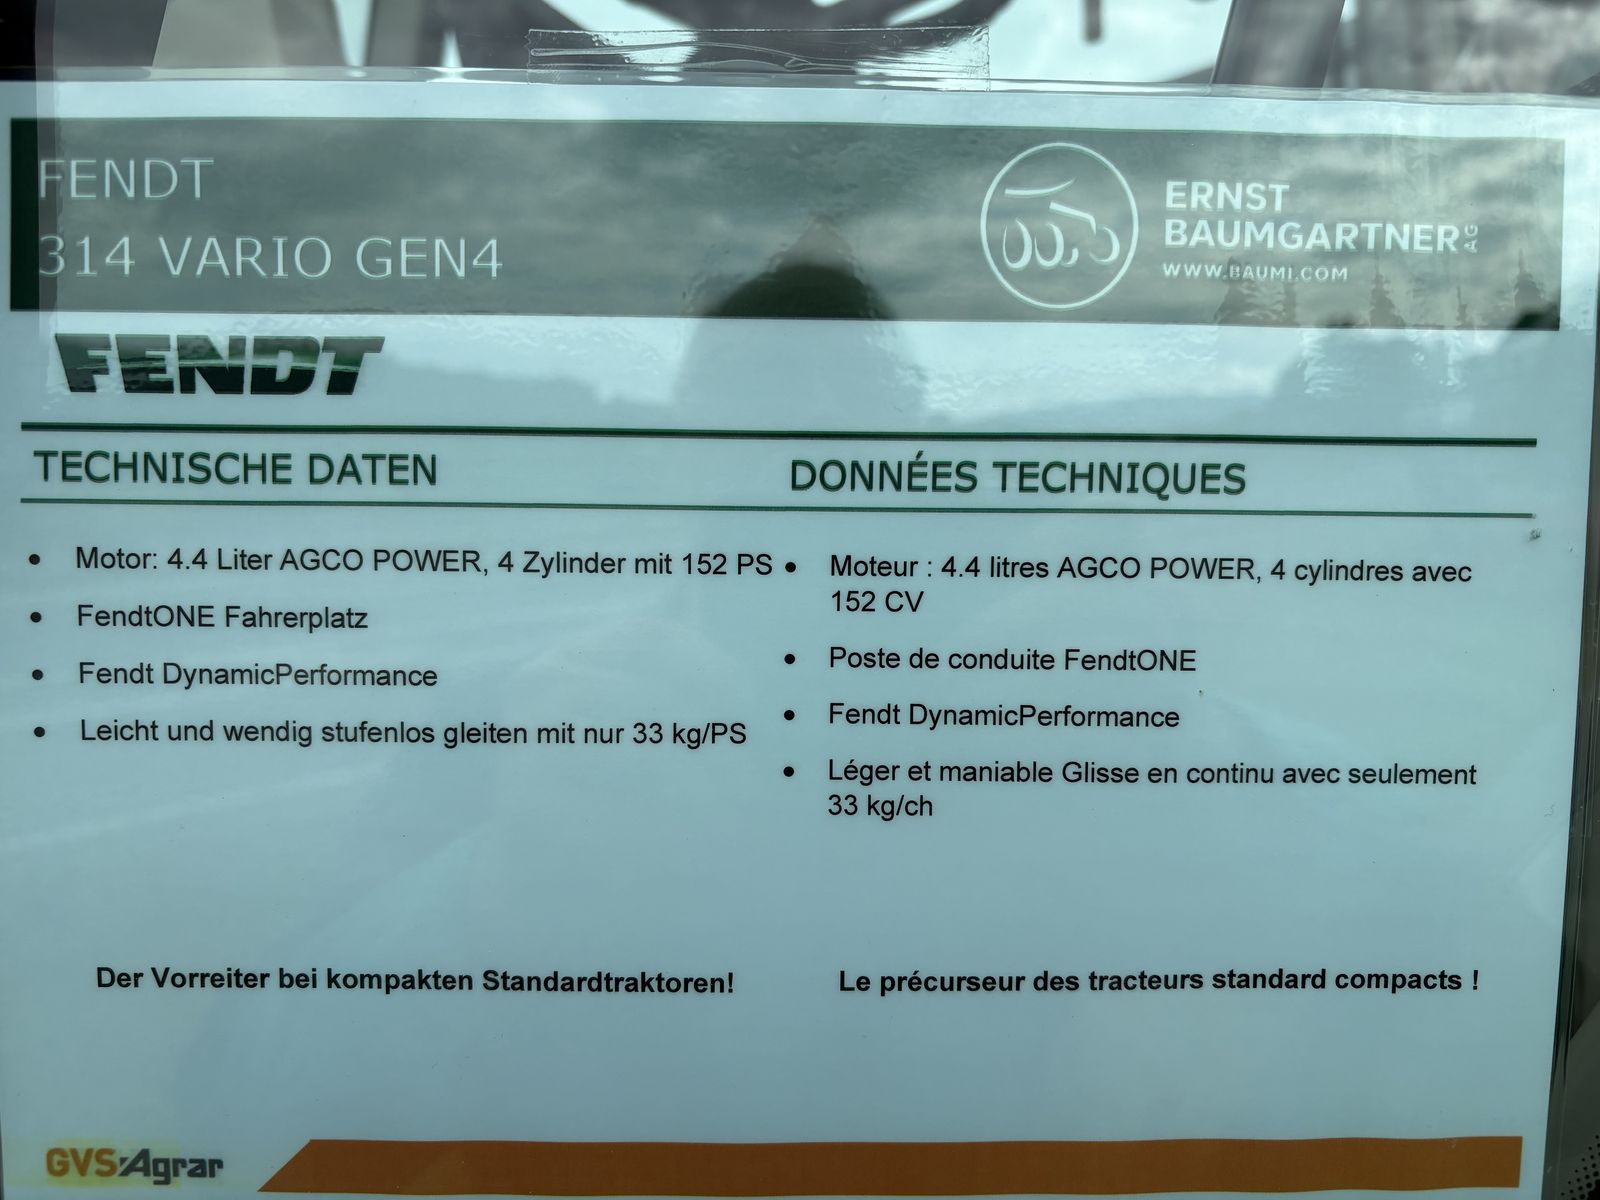 FENDT
314 VARIO GEN4
ERNST
BAUMGARTNER AG
WWW.BAUMI.COM
FENDT
TECHNISCHE DATEN
• Motor: 4.4 Liter AGCO POWER, 4 Zylinder mit 152 PS
• FendtONE Fahrerplatz
• Fendt DynamicPerformance
• Leicht und wendig stufenlos gleiten mit nur 33 kg/PS
Der Vorreiter bei kompakten Standardtraktoren!
DONNÉES TECHNIQUES
• Moteur : 4.4 litres AGCO POWER, 4 cylindres avec
152 CV
• Poste de conduite FendtONE
• Fendt DynamicPerformance
• Léger et maniable Glisse en continu avec seulement
33 kg/ch
Le précurseur des tracteurs standard compacts !
GVS Agrar